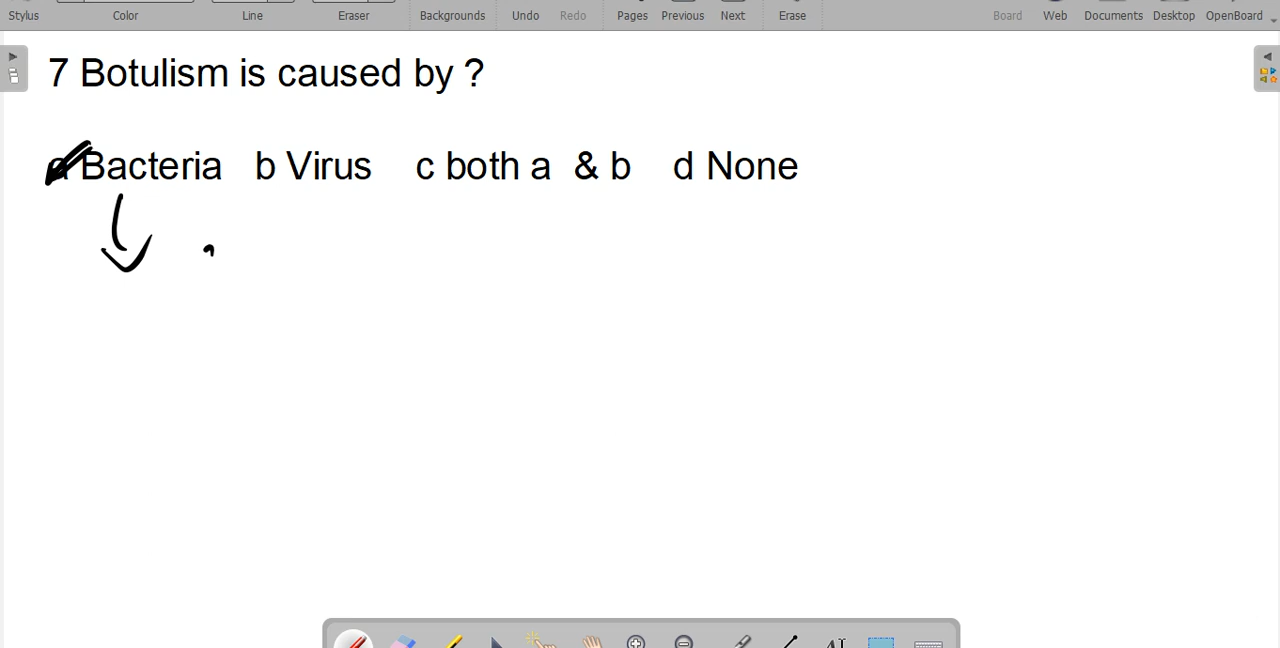 Stylus Color Line Eraser Backgrounds Undo Redo Pages Previous Next Erase Board Web Documents Desktop OpenBoard
7 Botulism is caused by ?
a Bacteria b Virus c both a & b d None